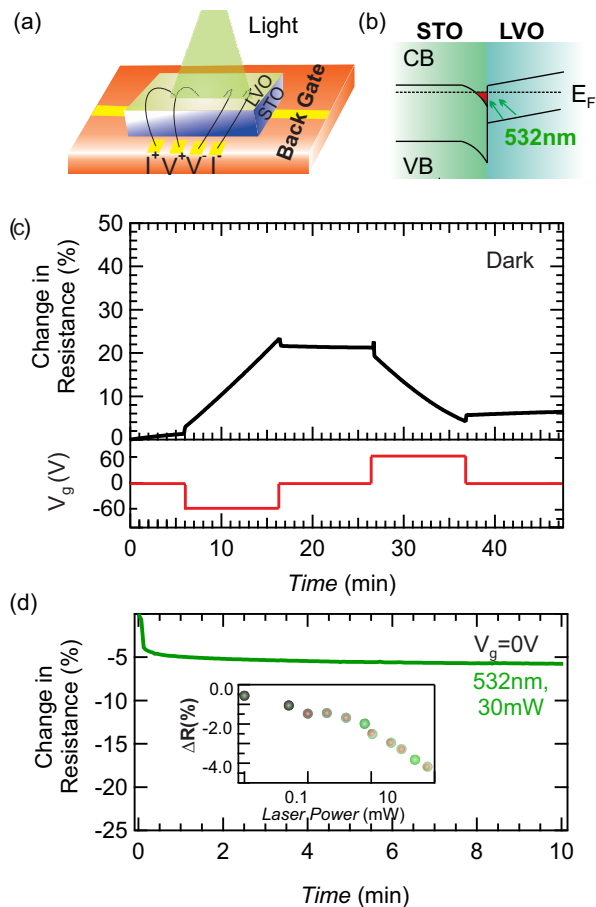 (a)
Light
LVO
STO
Back Gate
I+ V+ V- I-
(b)
STO LVO
CB
E_F
532nm
VB
(c)
50
40
30
20
10
0
Change in
Resistance (%)
Dark
V_g (V)
60
0
-60
0 10 20 30 40
Time (min)
(d)
-5
-10
-15
-20
-25
Change in
Resistance (%)
V_g=0V
532nm,
30mW
0.0
-2.0
-4.0
ΔR(%)
0.1 10
Laser Power (mW)
0 2 4 6 8 10
Time (min)